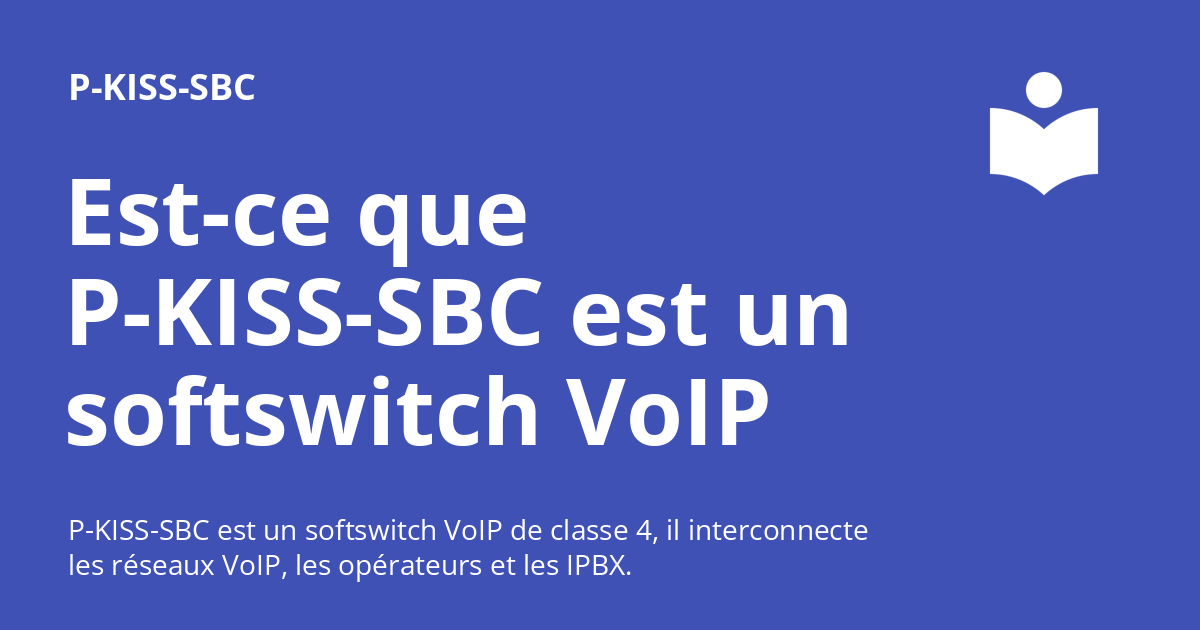 P-KISS-SBC
Est-ce que
P-KISS-SBC est un
softswitch VoIP
P-KISS-SBC est un softswitch VoIP de classe 4, il interconnecte
les réseaux VoIP, les opérateurs et les IPBX.